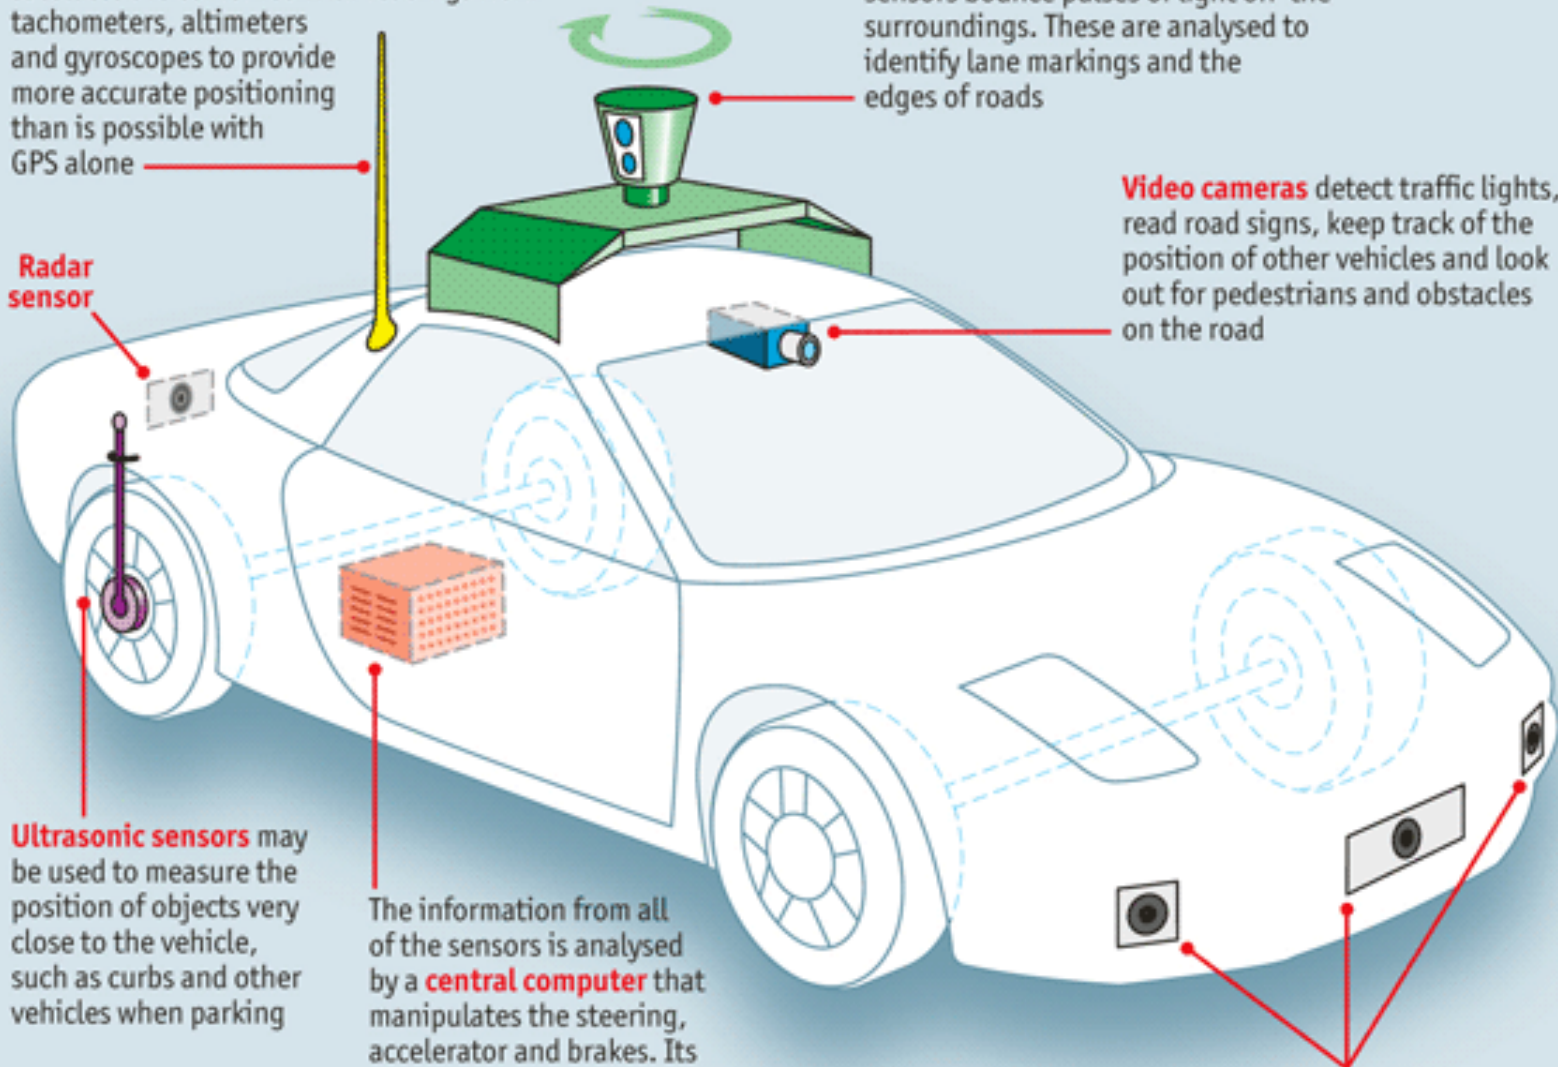 tachometers, altimeters
and gyroscopes to provide
more accurate positioning
than is possible with
GPS alone
surroundings. These are analysed to
identify lane markings and the
edges of roads
Video cameras detect traffic lights,
read road signs, keep track of the
position of other vehicles and look
out for pedestrians and obstacles
on the road
Radar
sensor
Ultrasonic sensors may
be used to measure the
position of objects very
close to the vehicle,
such as curbs and other
vehicles when parking
The information from all
of the sensors is analysed
by a central computer that
manipulates the steering,
accelerator and brakes. Its